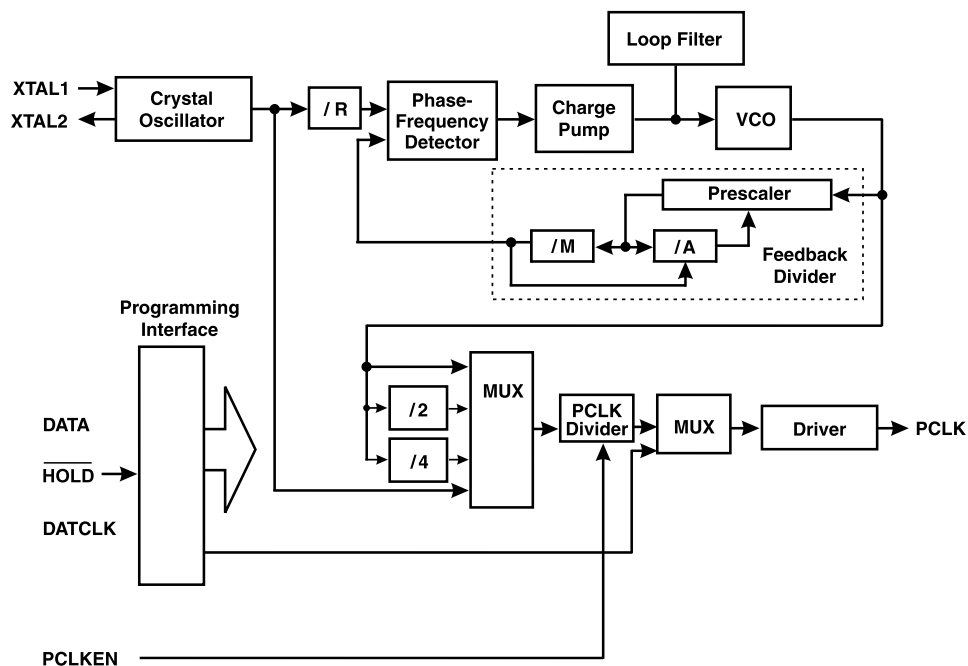 Loop Filter
XTAL1
XTAL2
Crystal
Oscillator
/ R
Phase-
Frequency
Detector
Charge
Pump
VCO
Prescaler
/ M
/ A
Feedback
Divider
Programming
Interface
MUX
/ 2
/ 4
PCLK
Divider
MUX
Driver
PCLK
DATA
HOLD
DATCLK
PCLKEN